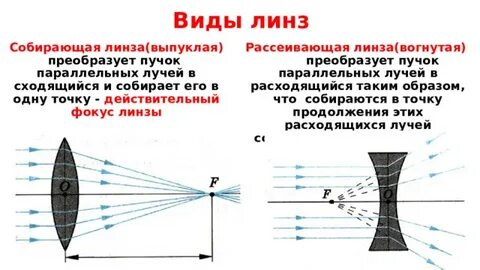 Виды линз
Собирающая линза(выпуклая)
преобразует пучок
параллельных лучей в
сходящийся и собирает его в
одну точку - действительный
фокус линзы
Рассеивающая линза(вогнутая)
преобразует пучок
параллельных лучей в
расходящийся таким образом,
что собираются в точку
продолжения этих
расходящихся лучей
O
F
F
O